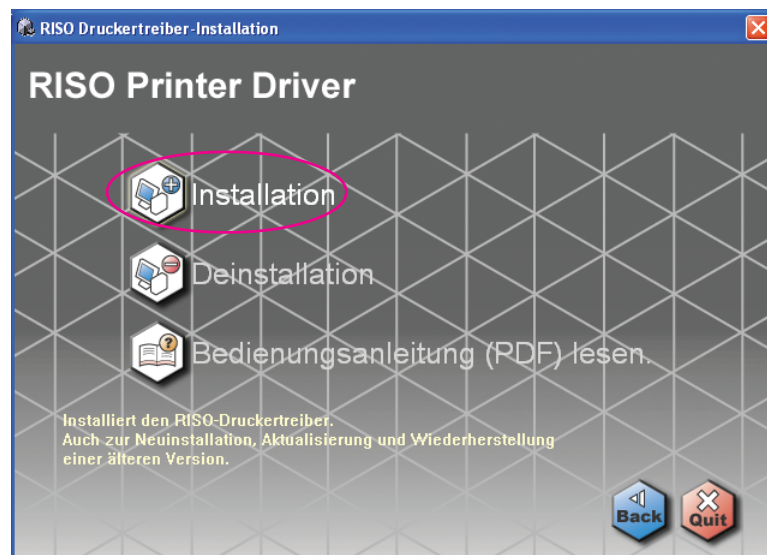 RISO Druckertreiber-Installation
RISO Printer Driver
Installation
Deinstallation
Bedienungsanleitung (PDF) lesen.
Installiert den RISO-Druckertreiber.
Auch zur Neuinstallation, Aktualisierung und Wiederherstellung
einer älteren Version.
Back
Quit